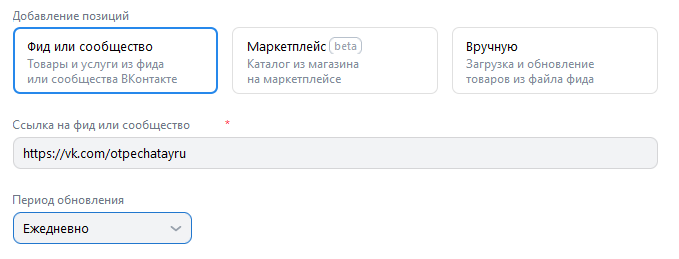 Добавление позиций
Фид или сообщество
Товары и услуги из фида
или сообщества ВКонтакте
Маркетплейс beta
Каталог из магазина
на маркетплейсе
Вручную
Загрузка и обновление
товаров из файла фида
Ссылка на фид или сообщество *
https://vk.com/otpechatayru
Период обновления
Ежедневно